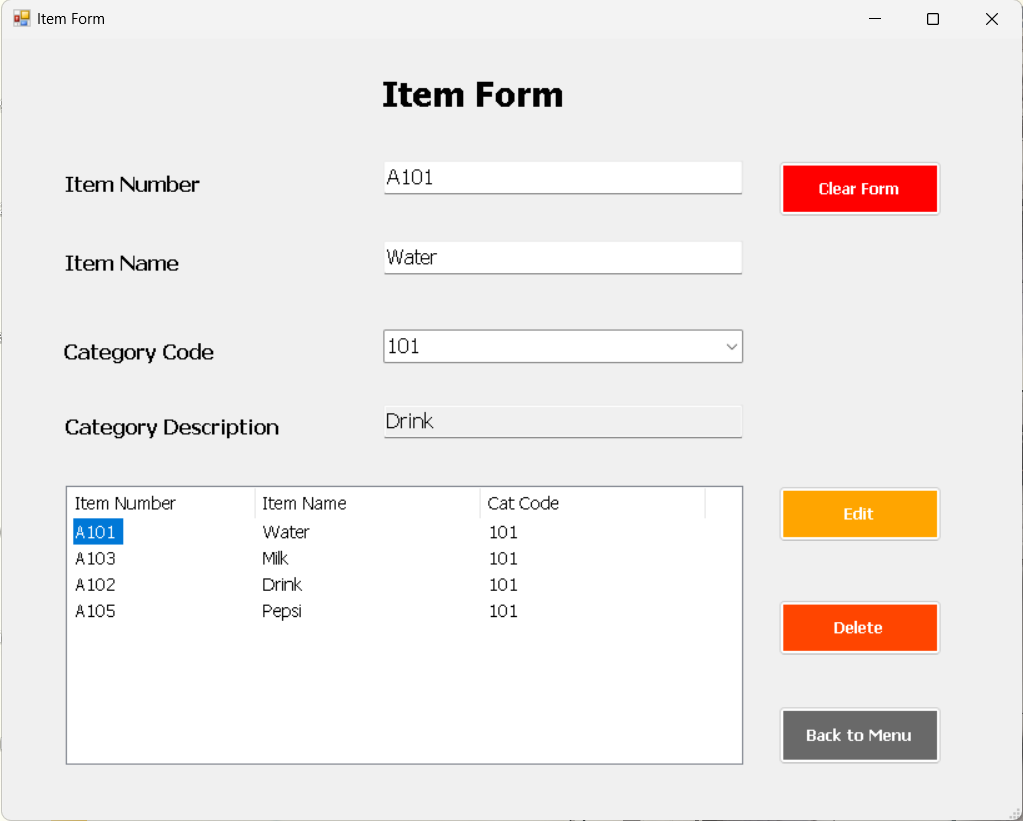 Item Form
Item Form
Item Number
A101
Clear Form
Item Name
Water
Category Code
101
Category Description
Drink
Item Number Item Name Cat Code
A101 Water 101
A103 Milk 101
A102 Drink 101
A105 Pepsi 101
Edit
Delete
Back to Menu